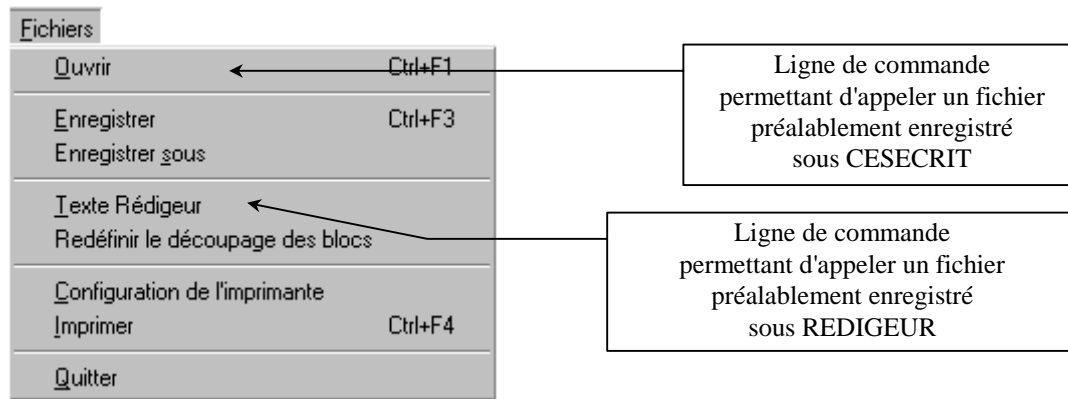 Fichiers
Ouvrir Ctrl+F1
Enregistrer Ctrl+F3
Enregistrer sous
Texte Rédigeur
Redéfinir le découpage des blocs
Configuration de l'imprimante
Imprimer Ctrl+F4
Quitter
Ligne de commande
permettant d'appeler un fichier
préalablement enregistré
sous CESECRIT
Ligne de commande
permettant d'appeler un fichier
préalablement enregistré
sous REDIGEUR